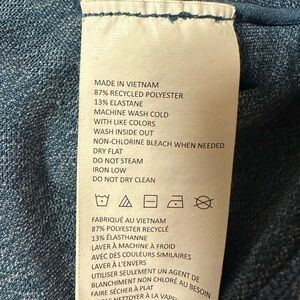 MADE IN VIETNAM
87% RECYCLED POLYESTER
13% ELASTANE
MACHINE WASH COLD
WITH LIKE COLORS
WASH INSIDE OUT
NON-CHLORINE BLEACH WHEN NEEDED
DRY FLAT
DO NOT STEAM
IRON LOW
DO NOT DRY CLEAN
FABRIQUÉ AU VIETNAM
87% POLYESTER RECYCLÉ
13% ÉLASTHANNE
LAVER À MACHINE À FROID
AVEC DES COULEURS SIMILAIRES
LAVER À L'ENVERS
UTILISER SEULEMENT UN AGENT DE
BLANCHIMENT NON CHLORÉ AU BESOIN
FAIRE SÉCHER À PLAT
NETTOYER À LA VAPEUR